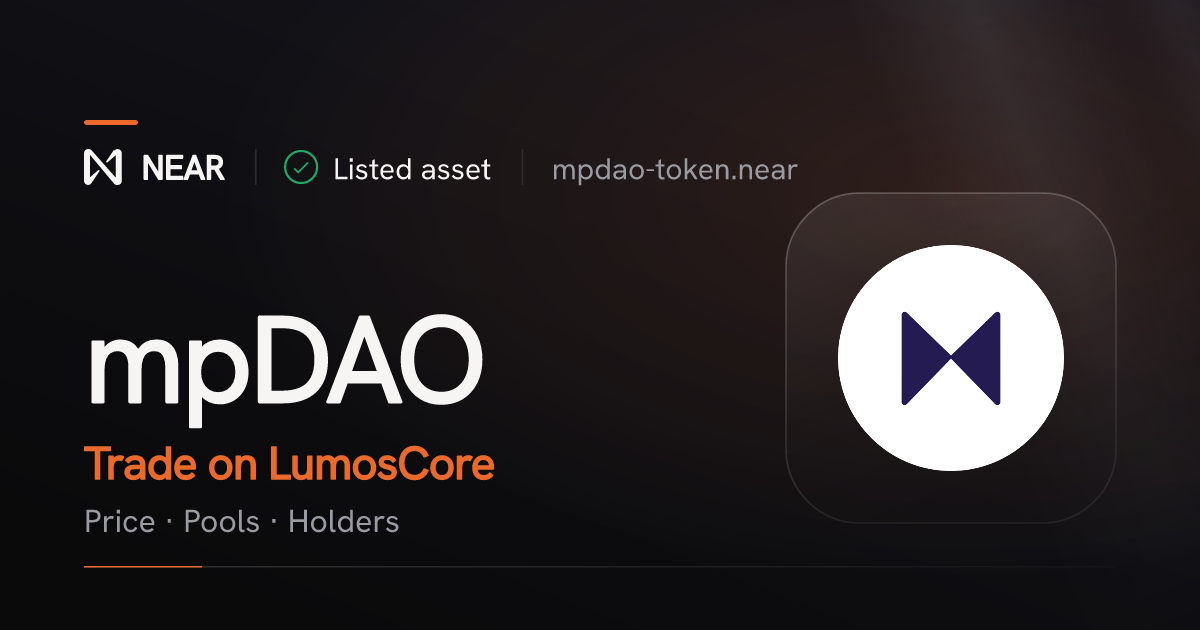 NEAR Listed asset mpdao-token.near
mpDAO
Trade on LumosCore
Price · Pools · Holders